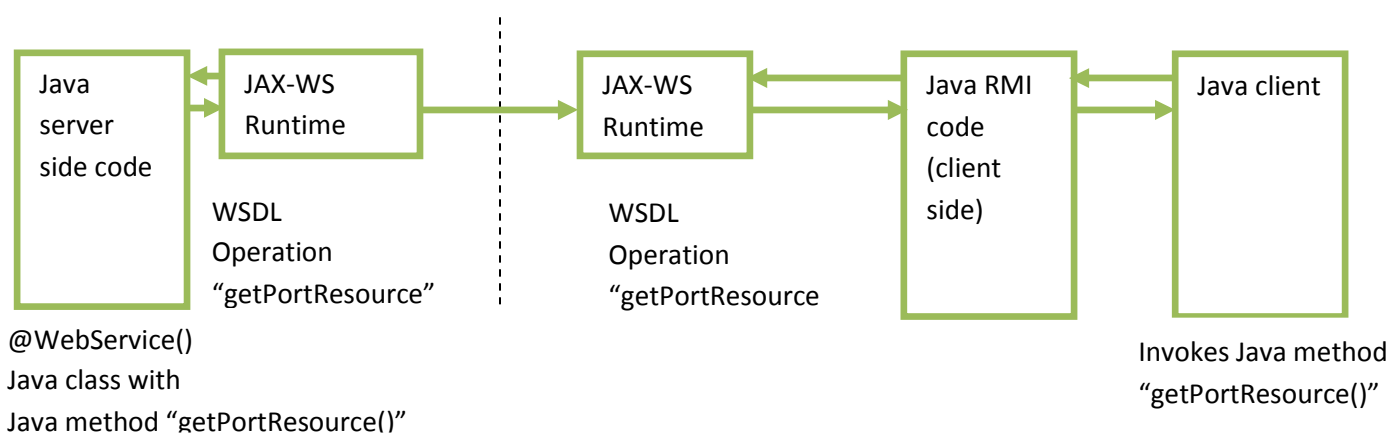 Java
server
side code
JAX-WS
Runtime
JAX-WS
Runtime
Java RMI
code
(client
side)
Java client
WSDL
Operation
“getPortResource”
WSDL
Operation
“getPortResource
@WebService()
Java class with
Java method “getPortResource()”
Invokes Java method
“getPortResource()”